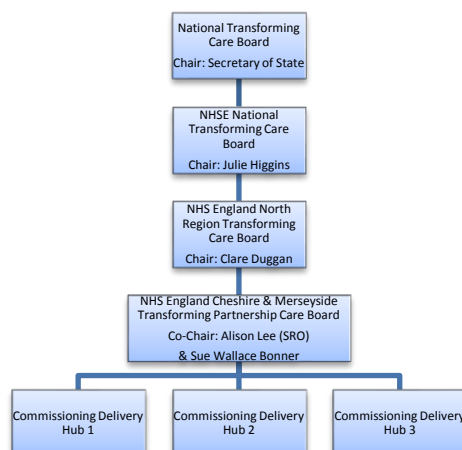 National Transforming
Care Board
Chair: Secretary of State
NHSE National
Transforming Care
Board
Chair: Julie Higgins
NHS England North
Region Transforming
Care Board
Chair: Clare Duggan
NHS England Cheshire & Merseyside
Transforming Partnership Care Board
Co-Chair: Alison Lee (SRO)
& Sue Wallace Bonner
Commissioning Delivery
Hub 1
Commissioning Delivery
Hub 2
Commissioning Delivery
Hub 3